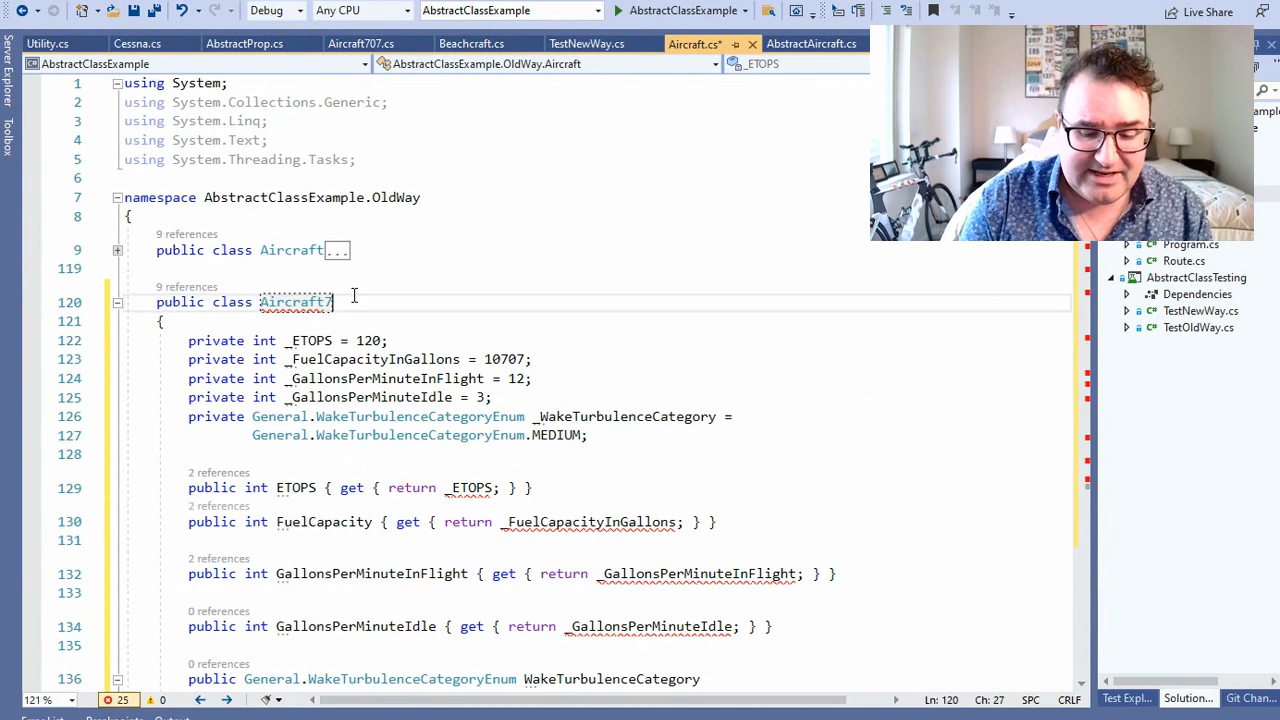 Debug
Any CPU
AbstractClassExample
AbstractClassExample
Live Share
Utility.cs
Cessna.cs
AbstractProp.cs
Aircraft707.cs
Beachcraft.cs
TestNewWay.cs
Aircraft.cs*
AbstractAircraft.cs
Server Explorer
Toolbox
AbstractClassExample
AbstractClassExample.OldWay.Aircraft
_ETOPS
1 using System;
2 using System.Collections.Generic;
3 using System.Linq;
4 using System.Text;
5 using System.Threading.Tasks;
6
7 namespace AbstractClassExample.OldWay
8 {
9 references
9 public class Aircraft...
119
9 references
120 public class Aircraft7
121 {
122 private int _ETOPS = 120;
123 private int _FuelCapacityInGallons = 10707;
124 private int _GallonsPerMinuteInFlight = 12;
125 private int _GallonsPerMinuteIdle = 3;
126 private General.WakeTurbulenceCategoryEnum _WakeTurbulenceCategory =
127 General.WakeTurbulenceCategoryEnum.MEDIUM;
128
2 references
129 public int ETOPS { get { return _ETOPS; } }
2 references
130 public int FuelCapacity { get { return _FuelCapacityInGallons; } }
131
2 references
132 public int GallonsPerMinuteInFlight { get { return _GallonsPerMinuteInFlight; } }
133
0 references
134 public int GallonsPerMinuteIdle { get { return _GallonsPerMinuteIdle; } }
135
0 references
136 public General.WakeTurbulenceCategoryEnum WakeTurbulenceCategory
Program.cs
Route.cs
AbstractClassTesting
Dependencies
TestNewWay.cs
TestOldWay.cs
121 %
25
0
Ln: 120
Ch: 27
SPC
CRLF
Test Expl...
Solution...
Git Chan...